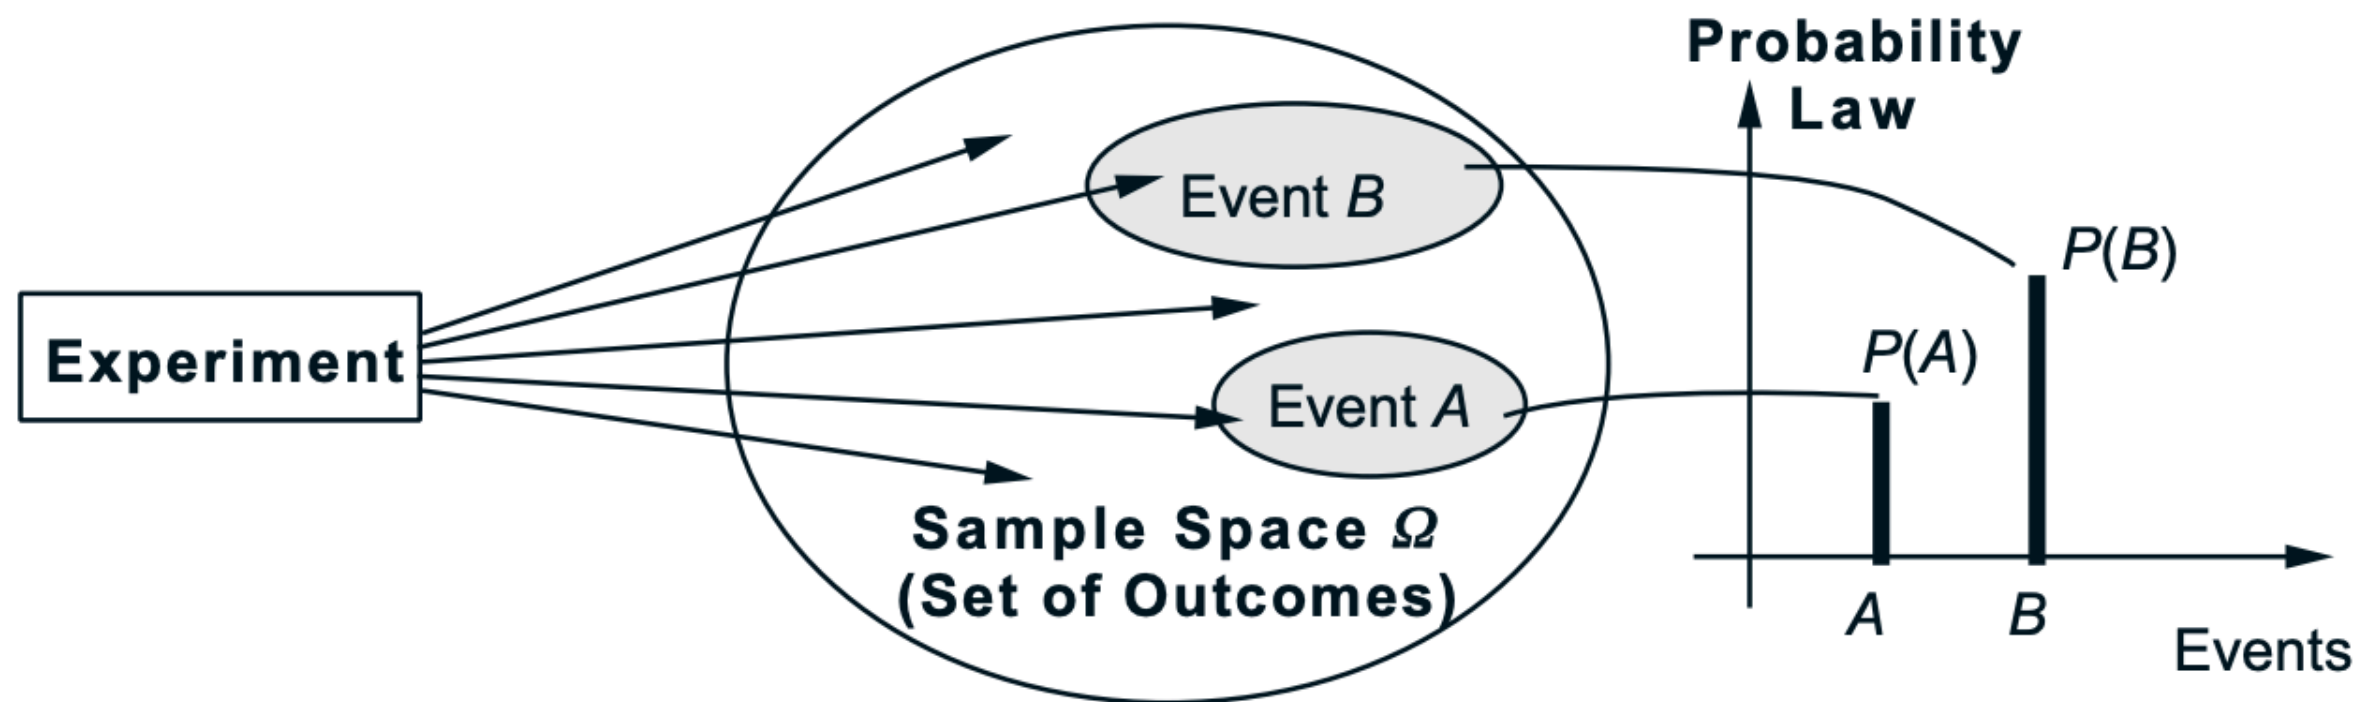 Experiment
Event B
Event A
Sample Space Ω
(Set of Outcomes)
Probability
Law
P(B)
P(A)
A
B
Events